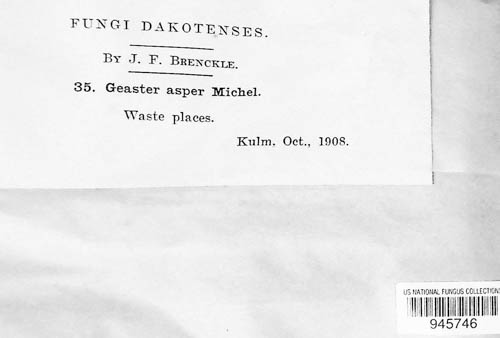 FUNGI DAKOTENSES.
BY J. F. BRENCKLE.
35. Geaster asper Michel.
Waste places.
Kulm, Oct., 1908.
US NATIONAL FUNGUS COLLECTIONS
945746